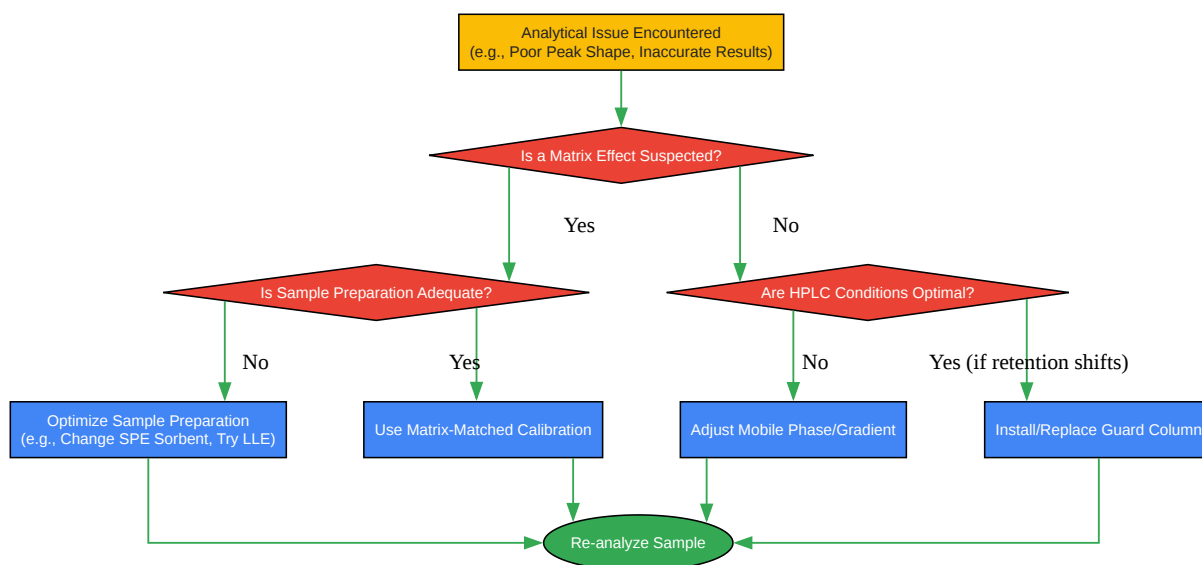 Analytical Issue Encountered
(e.g., Poor Peak Shape, Inaccurate Results)
Is a Matrix Effect Suspected?
Yes
No
Is Sample Preparation Adequate?
Are HPLC Conditions Optimal?
No
Yes
No
Yes (if retention shifts)
Optimize Sample Preparation
(e.g., Change SPE Sorbent, Try LLE)
Use Matrix-Matched Calibration
Adjust Mobile Phase/Gradient
Install/Replace Guard Column
Re-analyze Sample